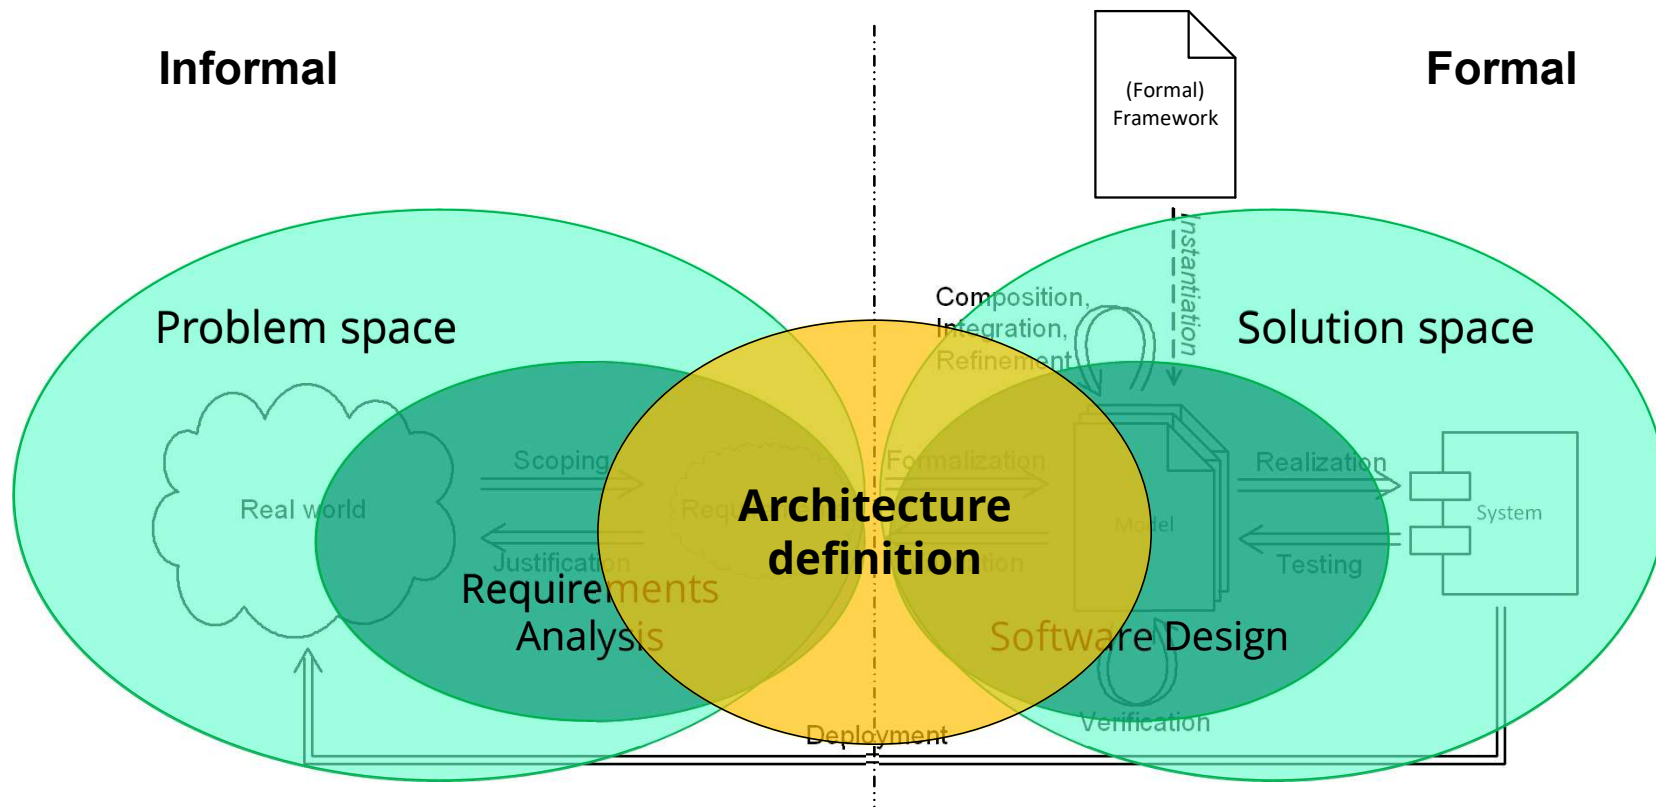 Informal
Formal
(Formal)
Framework
Instantiation
Problem space
Composition,
Integration,
Refinement
Solution space
Real world
Scoping
Justification
Formalization
Architecture
definition
Model
Realization
Testing
System
Requirements
Analysis
Software Design
Verification
Deployment